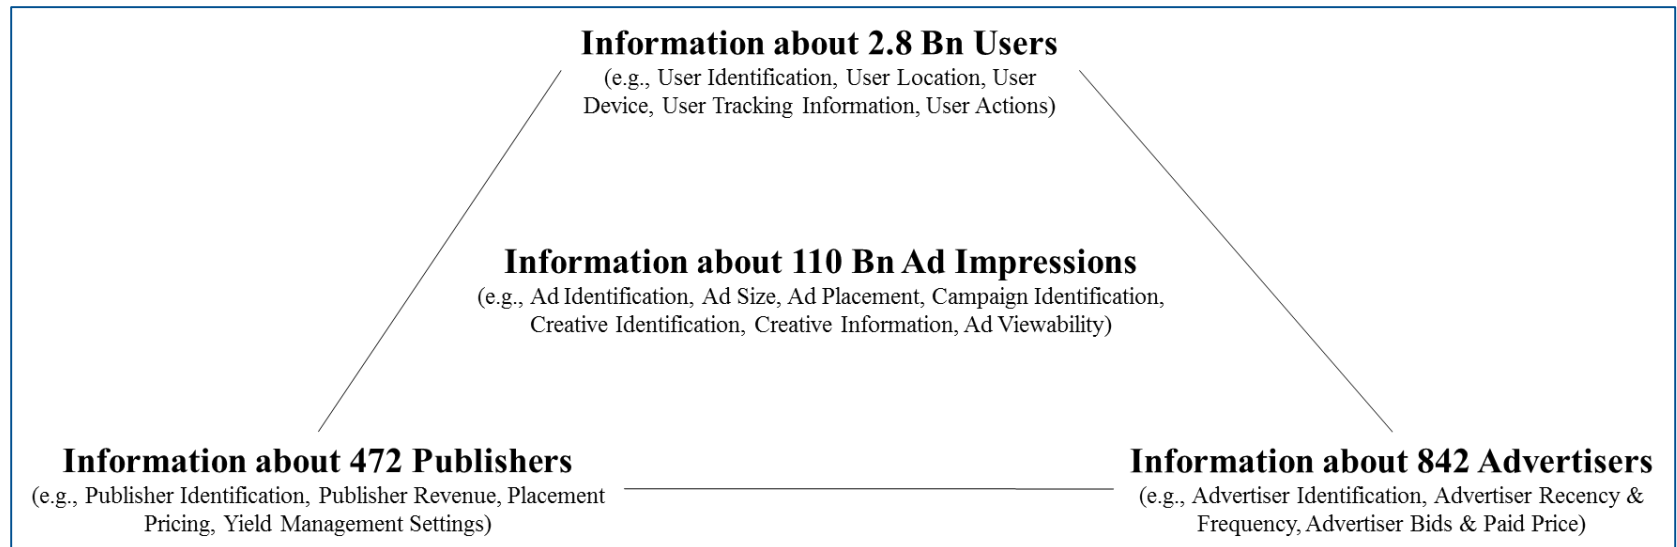 Information about 2.8 Bn Users
(e.g., User Identification, User Location, User
Device, User Tracking Information, User Actions)
Information about 110 Bn Ad Impressions
(e.g., Ad Identification, Ad Size, Ad Placement, Campaign Identification,
Creative Identification, Creative Information, Ad Viewability)
Information about 472 Publishers
(e.g., Publisher Identification, Publisher Revenue, Placement
Pricing, Yield Management Settings)
Information about 842 Advertisers
(e.g., Advertiser Identification, Advertiser Recency &
Frequency, Advertiser Bids & Paid Price)